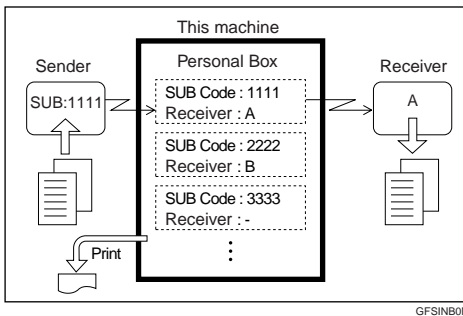 This machine
Sender
Personal Box
Receiver
SUB:1111
SUB Code : 1111
Receiver : A
A
SUB Code : 2222
Receiver : B
SUB Code : 3333
Receiver : -
Print